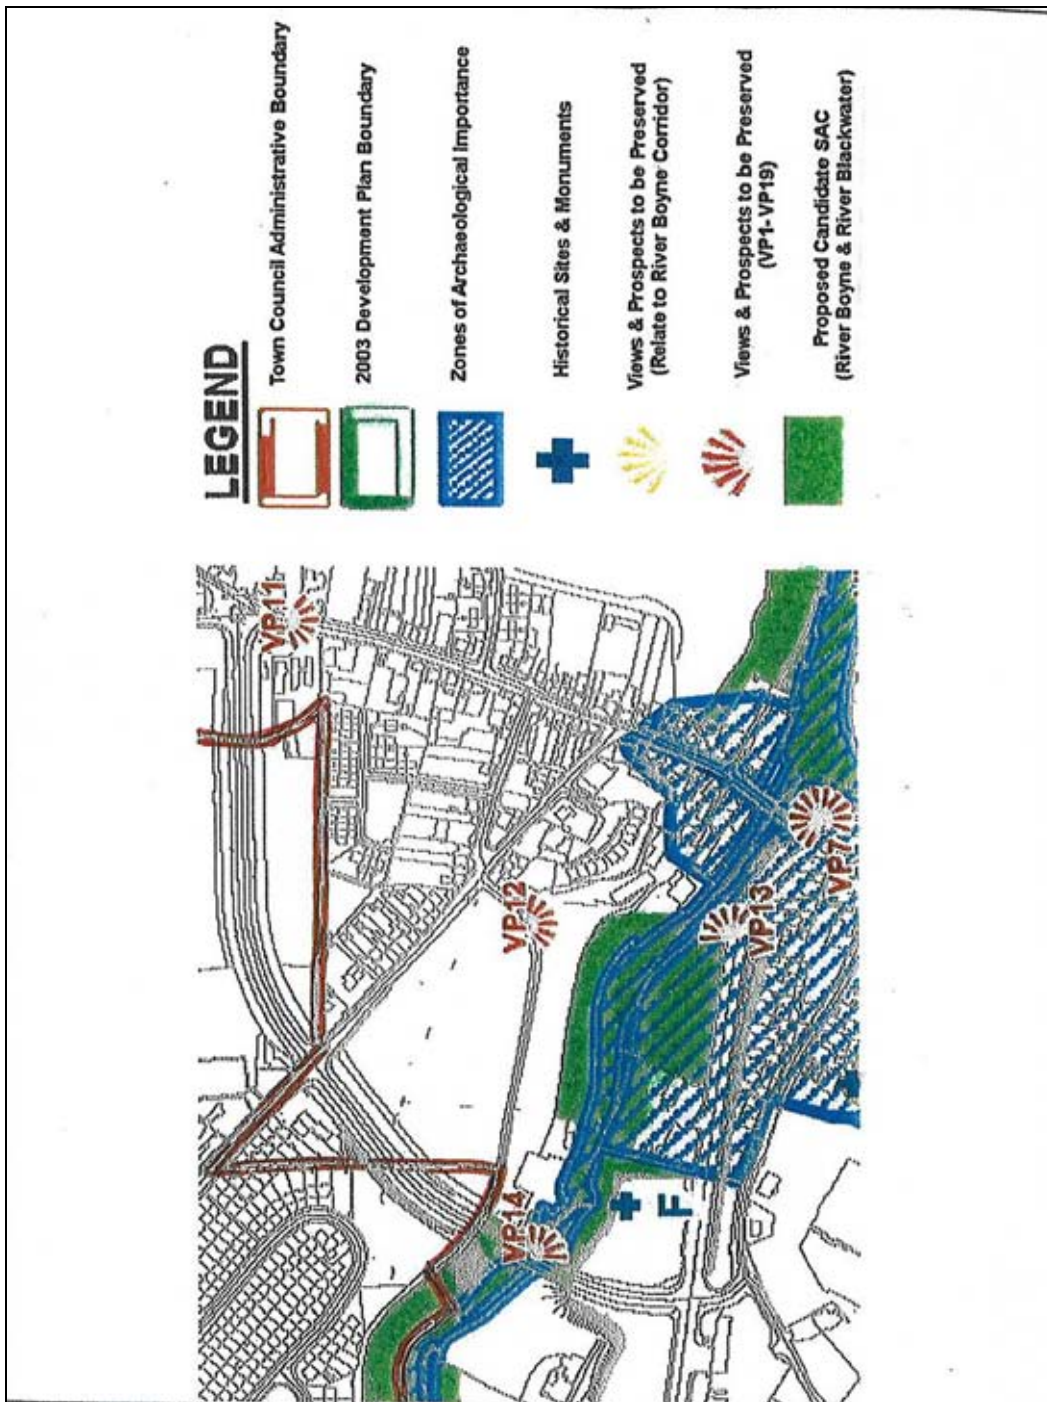 LEGEND
Town Council Administrative Boundary
2003 Development Plan Boundary
Zones of Archaeological Importance
Historical Sites & Monuments
Views & Prospects to be Preserved
(Relate to River Boyne Corridor)
Views & Prospects to be Preserved
(VP1- VP19)
Proposed Candidate SAC
(River Boyne & River Blackwater)
VP11
VP12
VP7
VP13
VP14
F